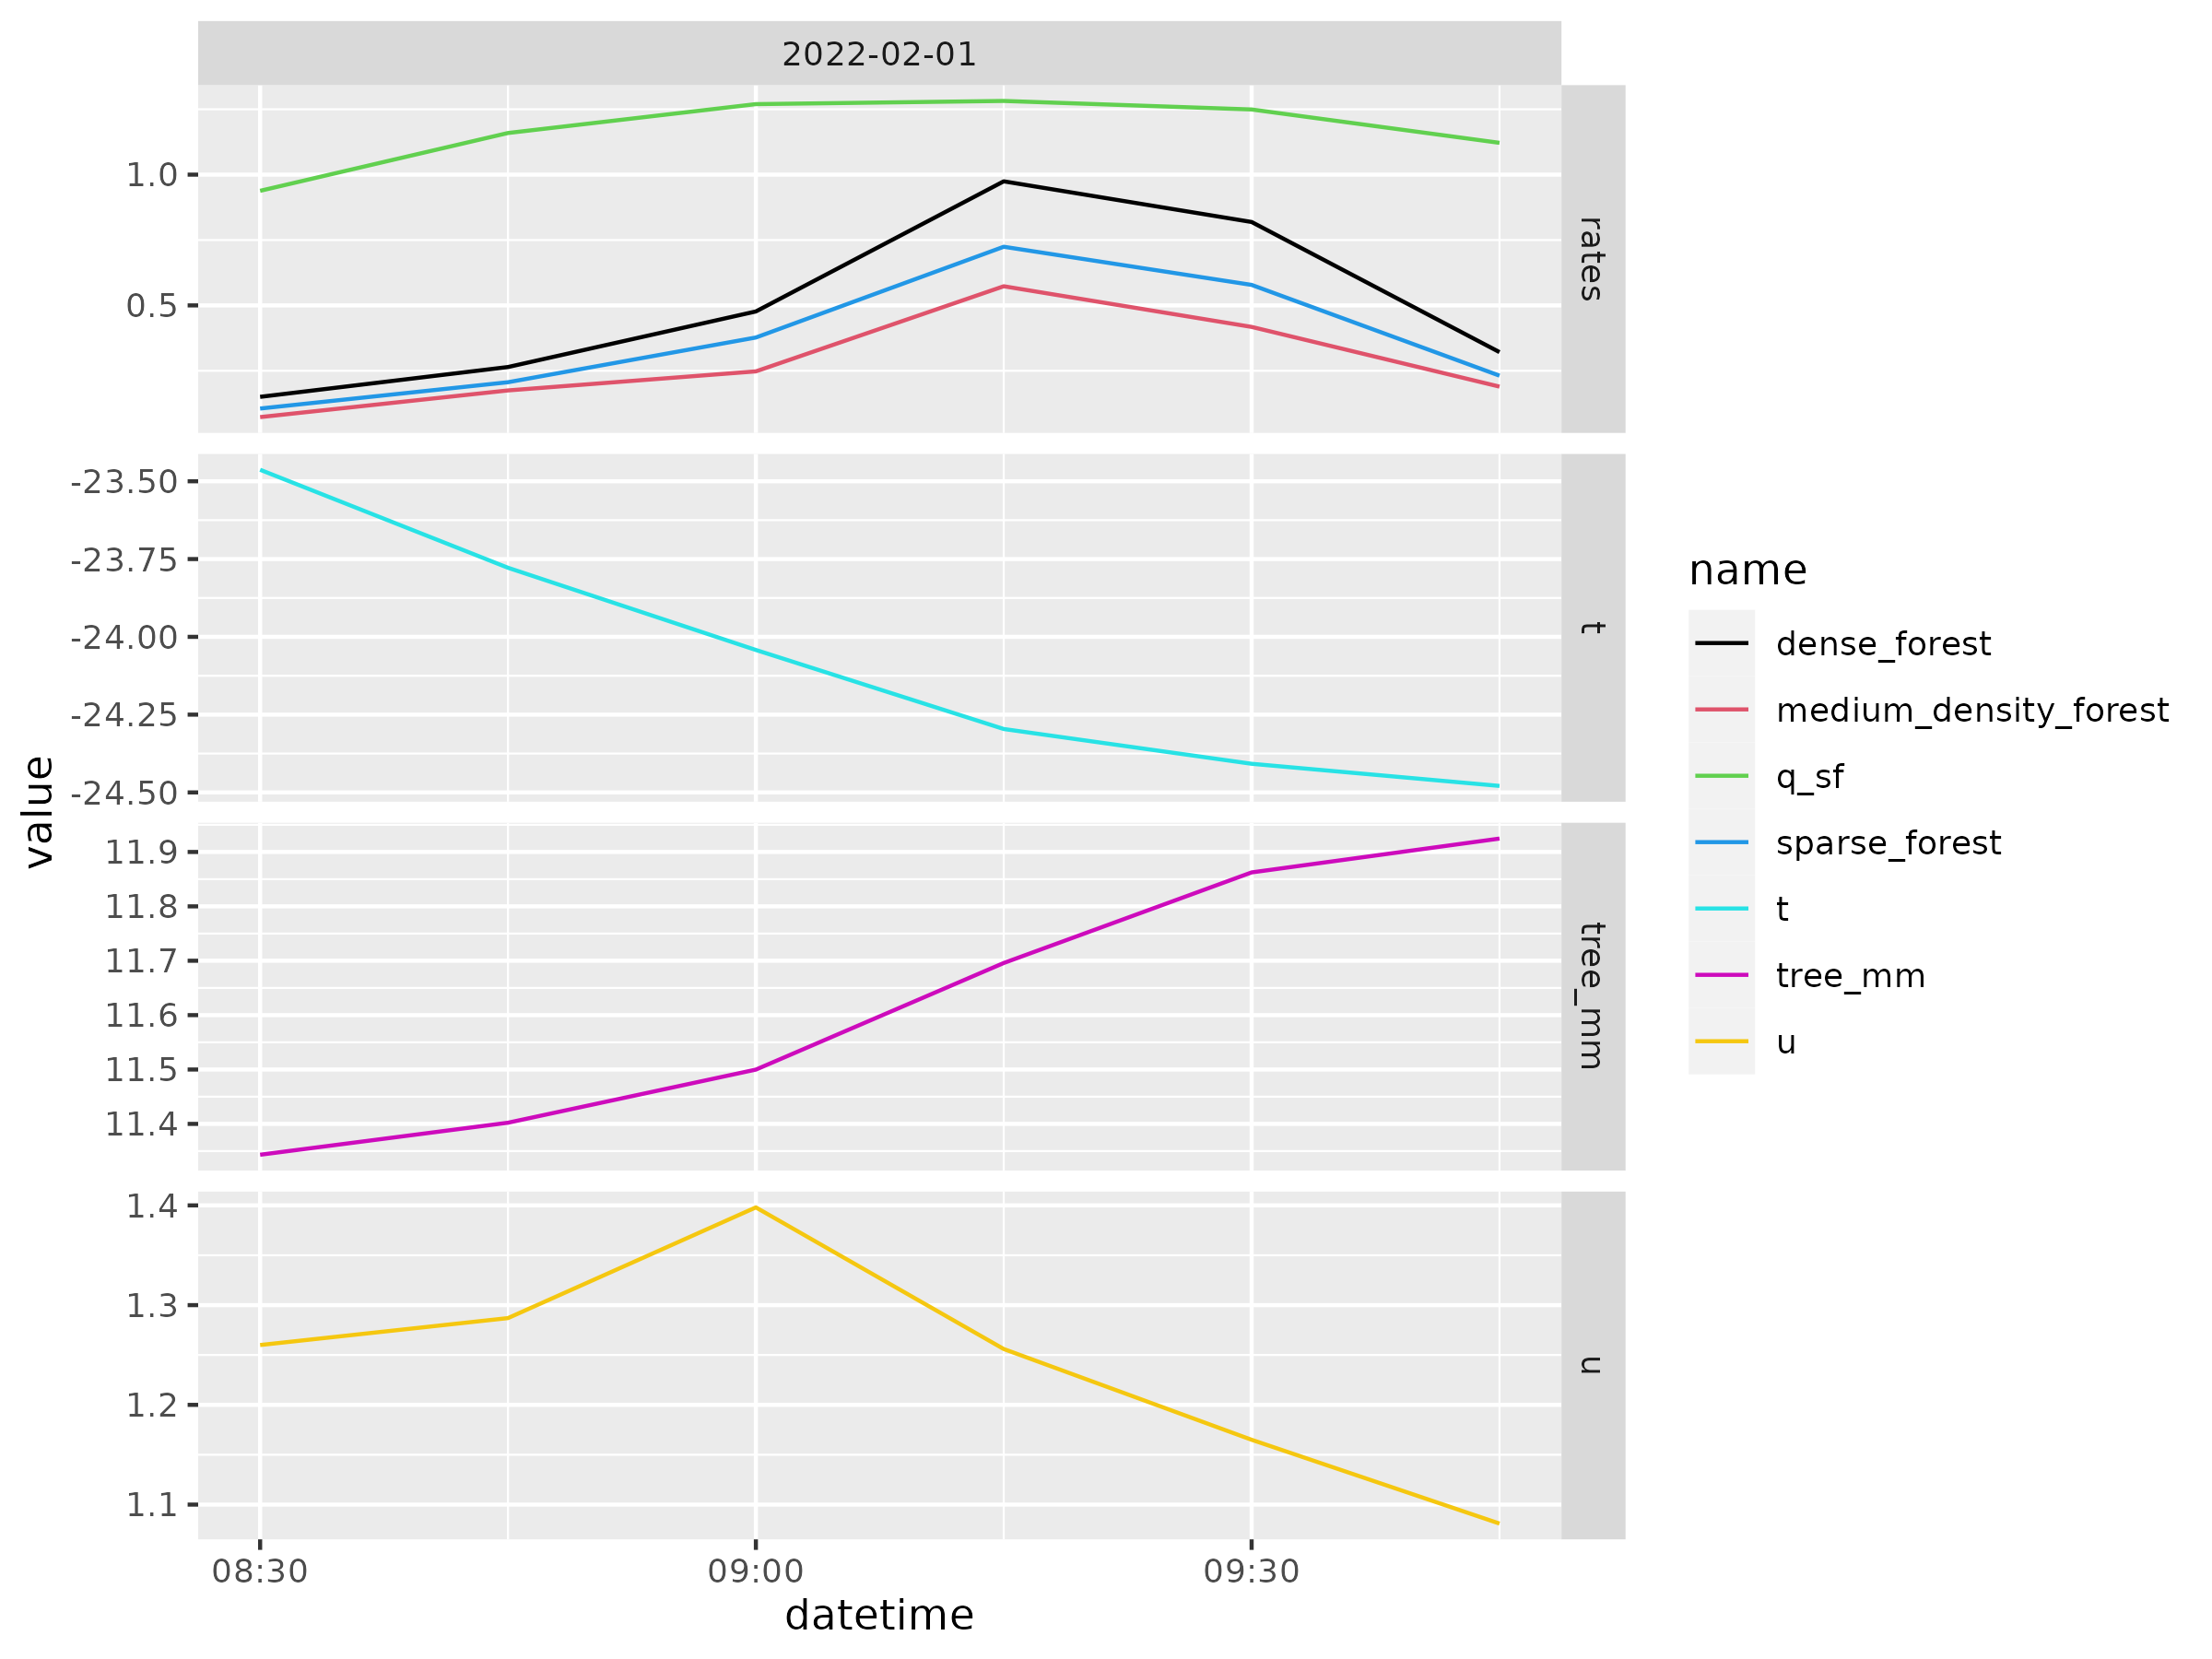 2022-02-01
1.0
0.5
rates
-23.50
-23.75
-24.00
-24.25
-24.50
t
11.9
11.8
11.7
11.6
11.5
11.4
tree_mm
1.4
1.3
1.2
1.1
u
08:30 09:00 09:30
datetime
value
name
dense_forest
medium_density_forest
q_sf
sparse_forest
t
tree_mm
u